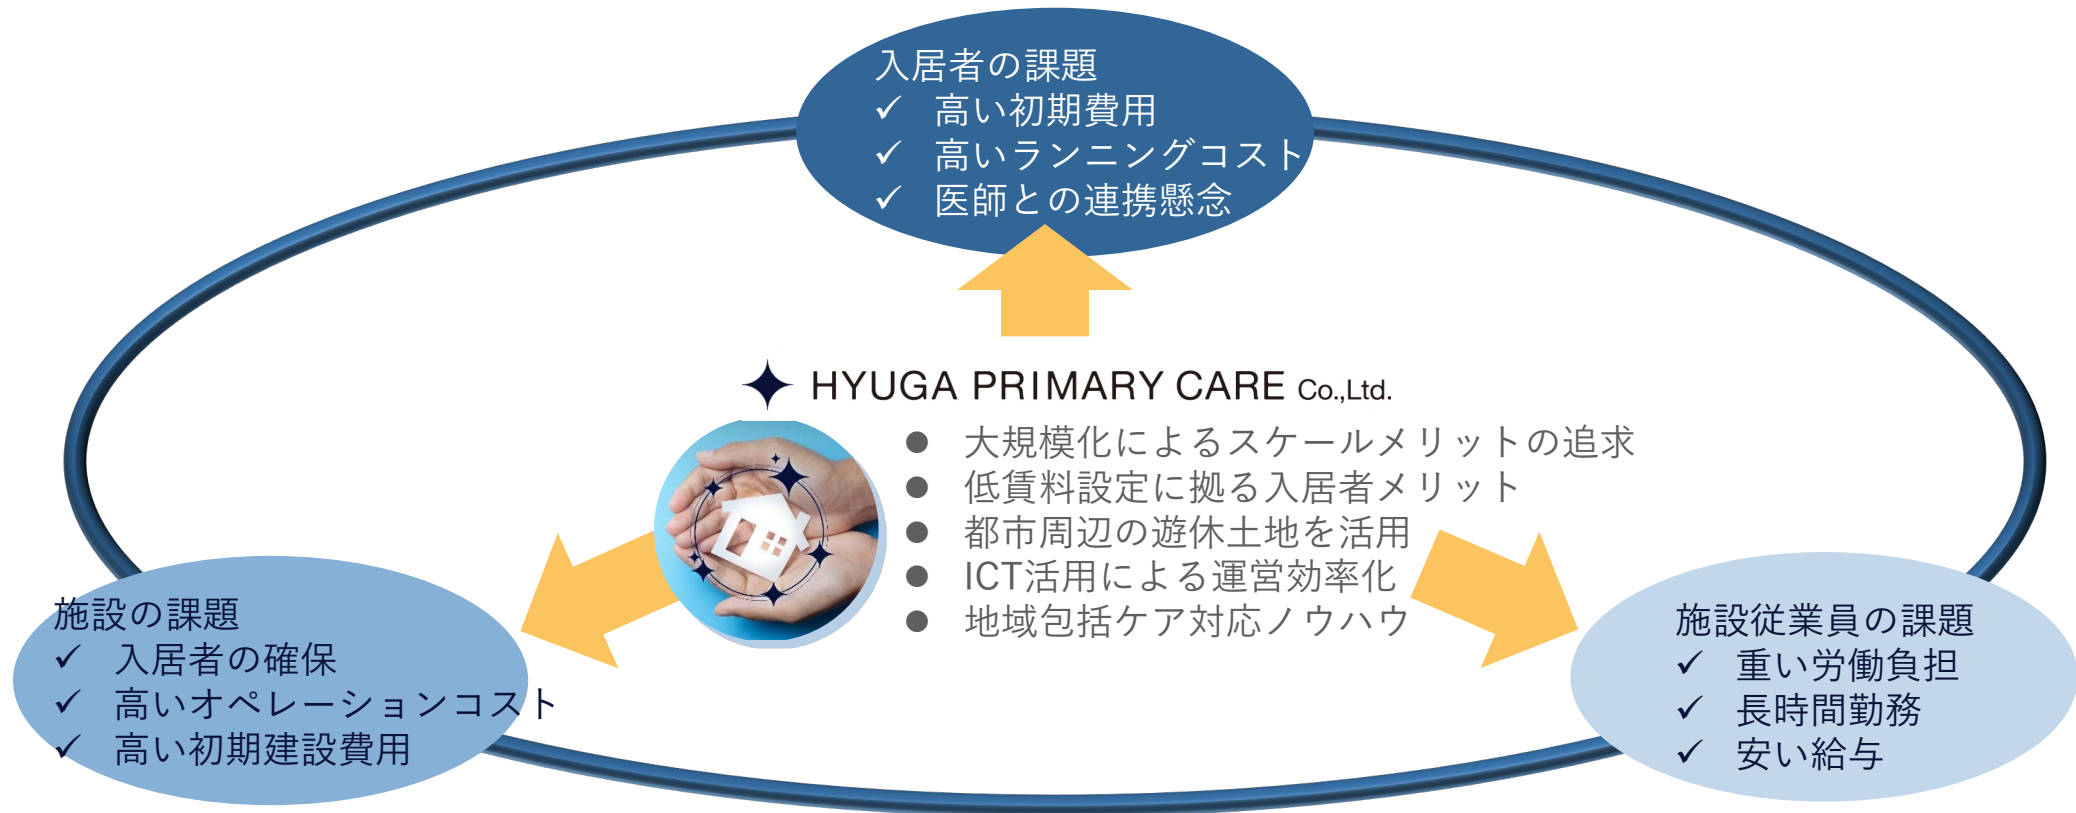 入居者の課題
✓ 高い初期費用
✓ 高いランニングコスト
✓ 医師との連携懸念
HYUGA PRIMARY CARE Co.,Ltd.
● 大規模化によるスケールメリットの追求
● 低賃料設定に拠る入居者メリット
● 都市周辺の遊休土地を活用
● ICT活用による運営効率化
● 地域包括ケア対応ノウハウ
施設の課題
✓ 入居者の確保
✓ 高いオペレーションコスト
✓ 高い初期建設費用
施設従業員の課題
✓ 重い労働負担
✓ 長時間勤務
✓ 安い給与